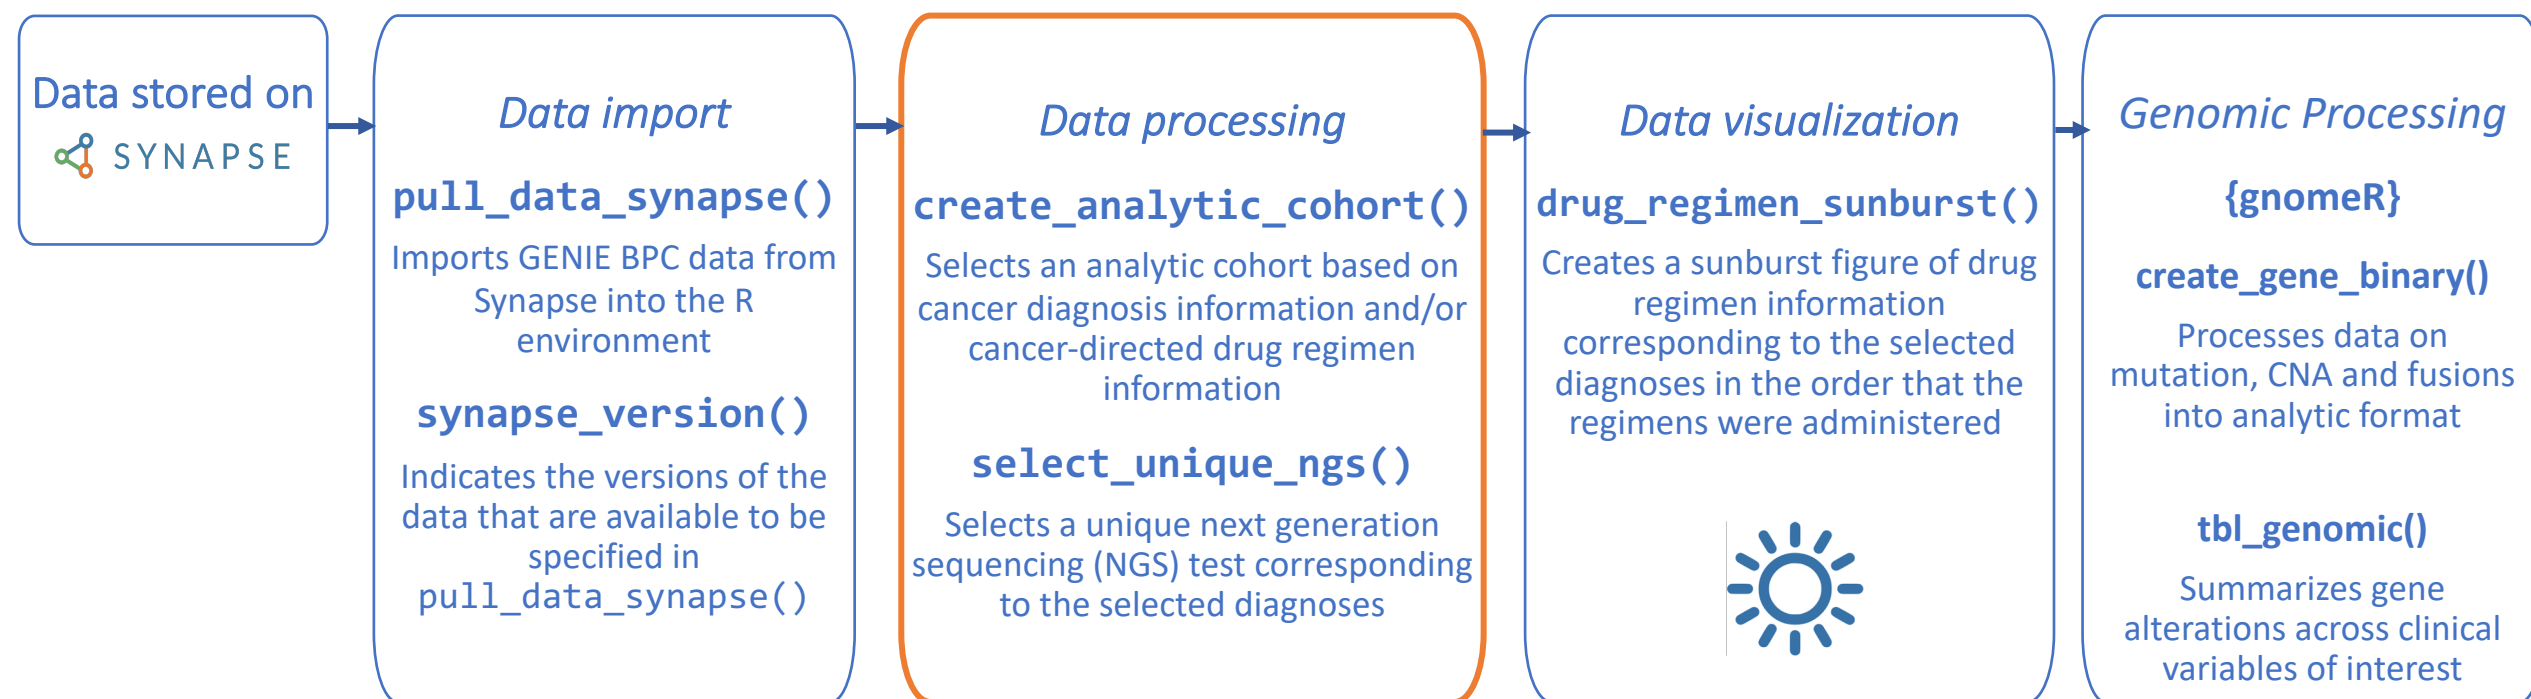 Data stored on
SYNAPSE
Data import
pull_data_synapse()
Imports GENIE BPC data from
Synapse into the R
environment
synapse_version()
Indicates the versions of the
data that are available to be
specified in
pull_data_synapse()
Data processing
create_analytic_cohort()
Selects an analytic cohort based on
cancer diagnosis information and/or
cancer-directed drug regimen
information
select_unique_ngs()
Selects a unique next generation
sequencing (NGS) test corresponding
to the selected diagnoses
Data visualization
drug_regimen_sunburst()
Creates a sunburst figure of drug
regimen information
corresponding to the selected
diagnoses in the order that the
regimens were administered
Genomic Processing
{gnomeR}
create_gene_binary()
Processes data on
mutation, CNA and fusions
into analytic format
tbl_genomic()
Summarizes gene
alterations across clinical
variables of interest